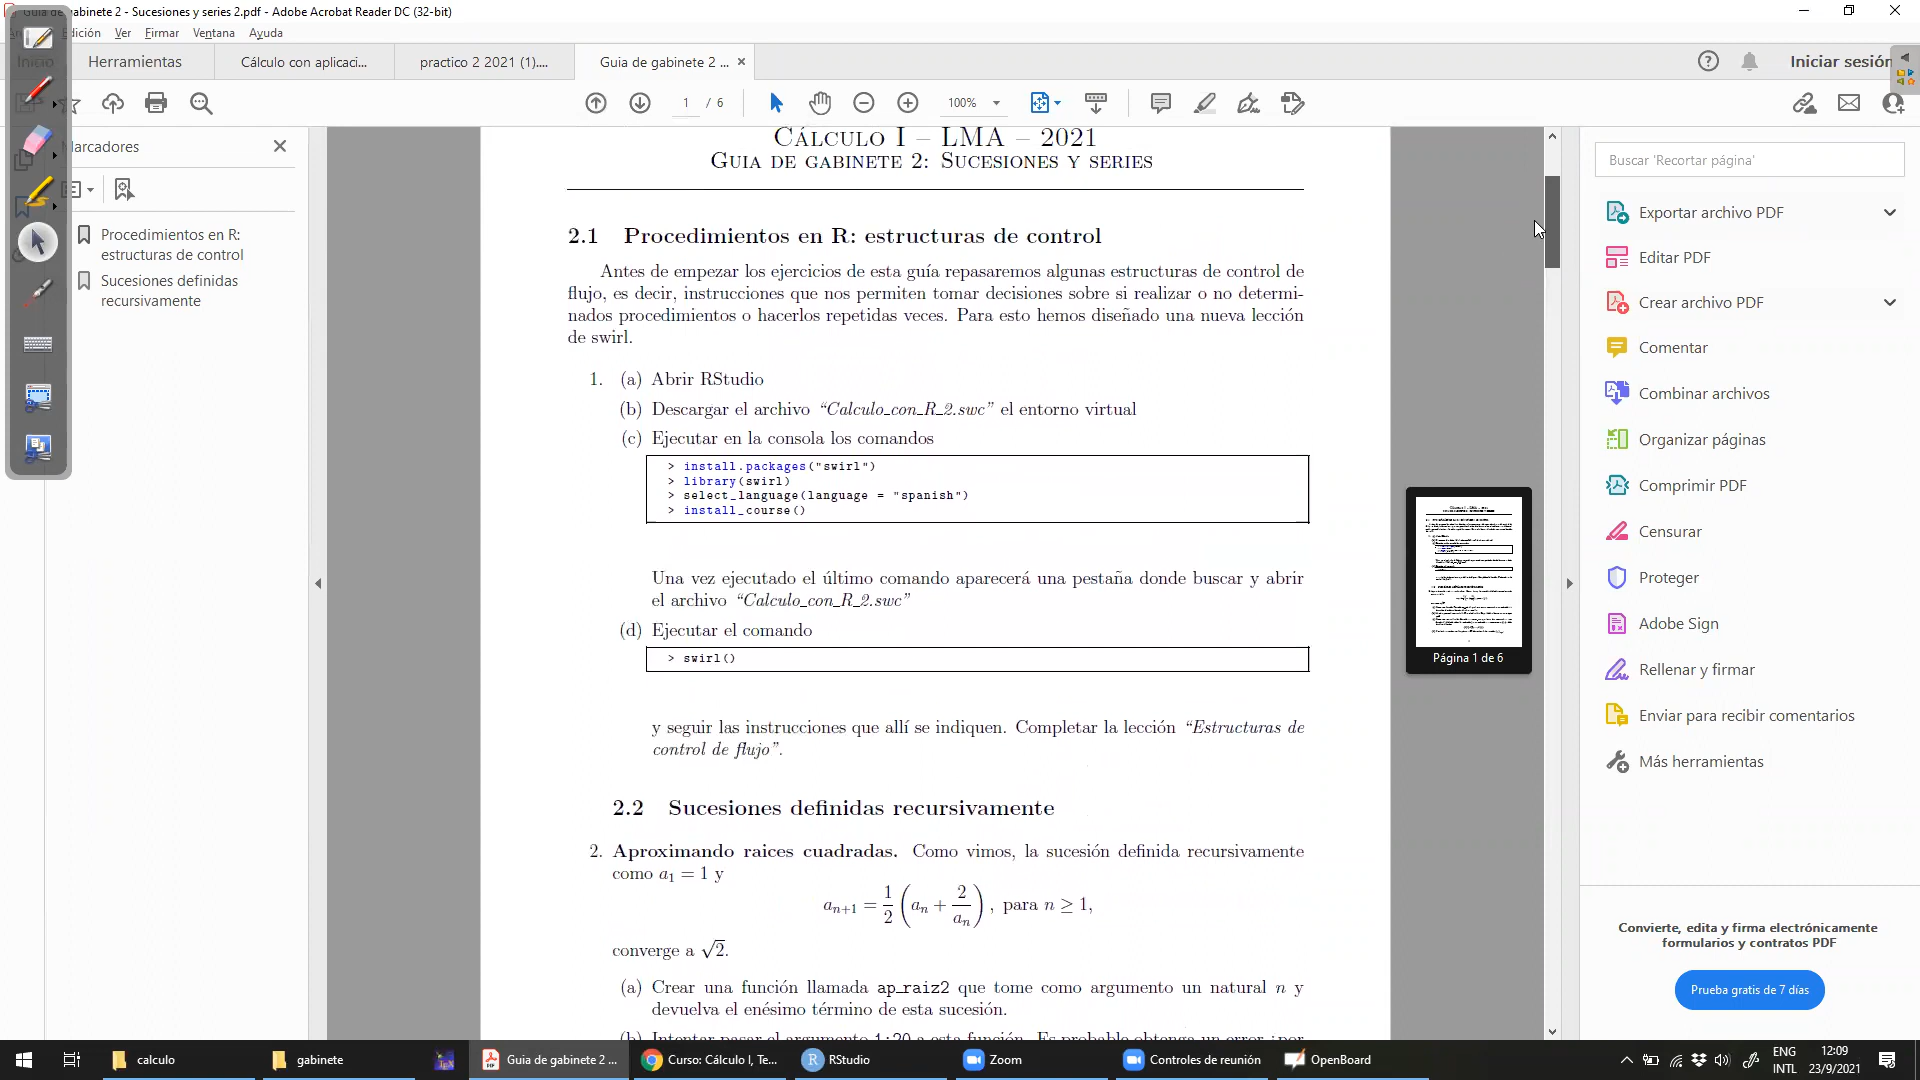 Guia de gabinete 2 - Sucesiones y series 2.pdf - Adobe Acrobat Reader DC (32-bit)
Edición Ver Firmar Ventana Ayuda
Inicio Herramientas Cálculo con aplicaci... practico 2 2021 (1).... Guia de gabinete 2 ... Iniciar sesión
1 / 6 100%
Marcadores
Procedimientos en R:
estructuras de control
Sucesiones definidas
recursivamente
Cálculo I – LMA – 2021
Guia de gabinete 2: Sucesiones y series
2.1 Procedimientos en R: estructuras de control
Antes de empezar los ejercicios de esta guía repasaremos algunas estructuras de control de
flujo, es decir, instrucciones que nos permiten tomar decisiones sobre si realizar o no determi-
nados procedimientos o hacerlos repetidas veces. Para esto hemos diseñado una nueva lección
de swirl.
1. (a) Abrir RStudio
(b) Descargar el archivo “Calculo_con_R_2.swc” el entorno virtual
(c) Ejecutar en la consola los comandos
> install.packages("swirl")
> library(swirl)
> select_language(language = "spanish")
> install_course()
Una vez ejecutado el último comando aparecerá una pestaña donde buscar y abrir
el archivo “Calculo_con_R_2.swc”
(d) Ejecutar el comando
> swirl()
y seguir las instrucciones que allí se indiquen. Completar la lección “Estructuras de
control de flujo”.
2.2 Sucesiones definidas recursivamente
2. Aproximando raices cuadradas. Como vimos, la sucesión definida recursivamente
como a₁ = 1 y
aₙ₊₁ = 1/2 (aₙ + 2/aₙ), para n ≥ 1,
converge a √2.
(a) Crear una función llamada ap_raiz2 que tome como argumento un natural n y
devuelva el enésimo término de esta sucesión.
(b) Intentar pasar el argumento 1:20 a esta función. Es probable obtenga un error ¿por
Página 1 de 6
Buscar 'Recortar página'
Exportar archivo PDF
Editar PDF
Crear archivo PDF
Comentar
Combinar archivos
Organizar páginas
Comprimir PDF
Censurar
Proteger
Adobe Sign
Rellenar y firmar
Enviar para recibir comentarios
Más herramientas
Convierte, edita y firma electrónicamente
formularios y contratos PDF
Prueba gratis de 7 días
calculo gabinete Guia de gabinete 2 ... Curso: Cálculo I, Te... RStudio Zoom Controles de reunión OpenBoard
ENG
INTL
12:09
23/9/2021